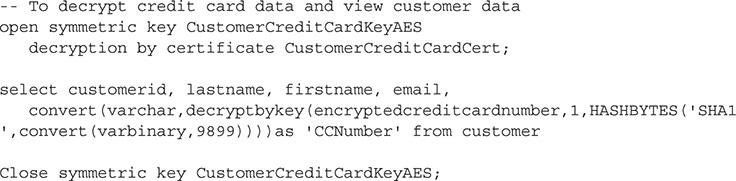 -- To decrypt credit card data and view customer data
open symmetric key CustomerCreditCardKeyAES
decryption by certificate CustomerCreditCardCert;
select customerid, lastname, firstname, email,
convert(varchar,decryptbykey(encryptedcreditcardnumber,1,HASHBYTES('SHA1
',convert(varbinary,9899))))as 'CCNumber' from customer
Close symmetric key CustomerCreditCardKeyAES;